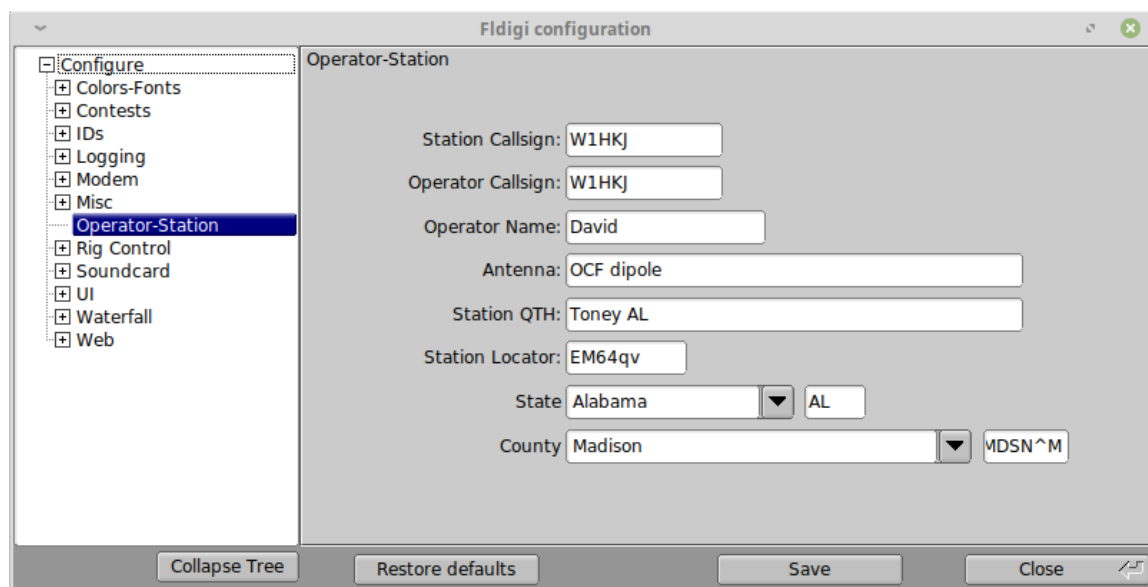 Fldigi configuration
Configure
Colors-Fonts
Contests
IDs
Logging
Modem
Misc
Operator-Station
Rig Control
Soundcard
UI
Waterfall
Web
Operator-Station
Station Callsign: W1HKJ
Operator Callsign: W1HKJ
Operator Name: David
Antenna: OCF dipole
Station QTH: Toney AL
Station Locator: EM64qv
State Alabama AL
County Madison MDSN^M
Collapse Tree Restore defaults Save Close